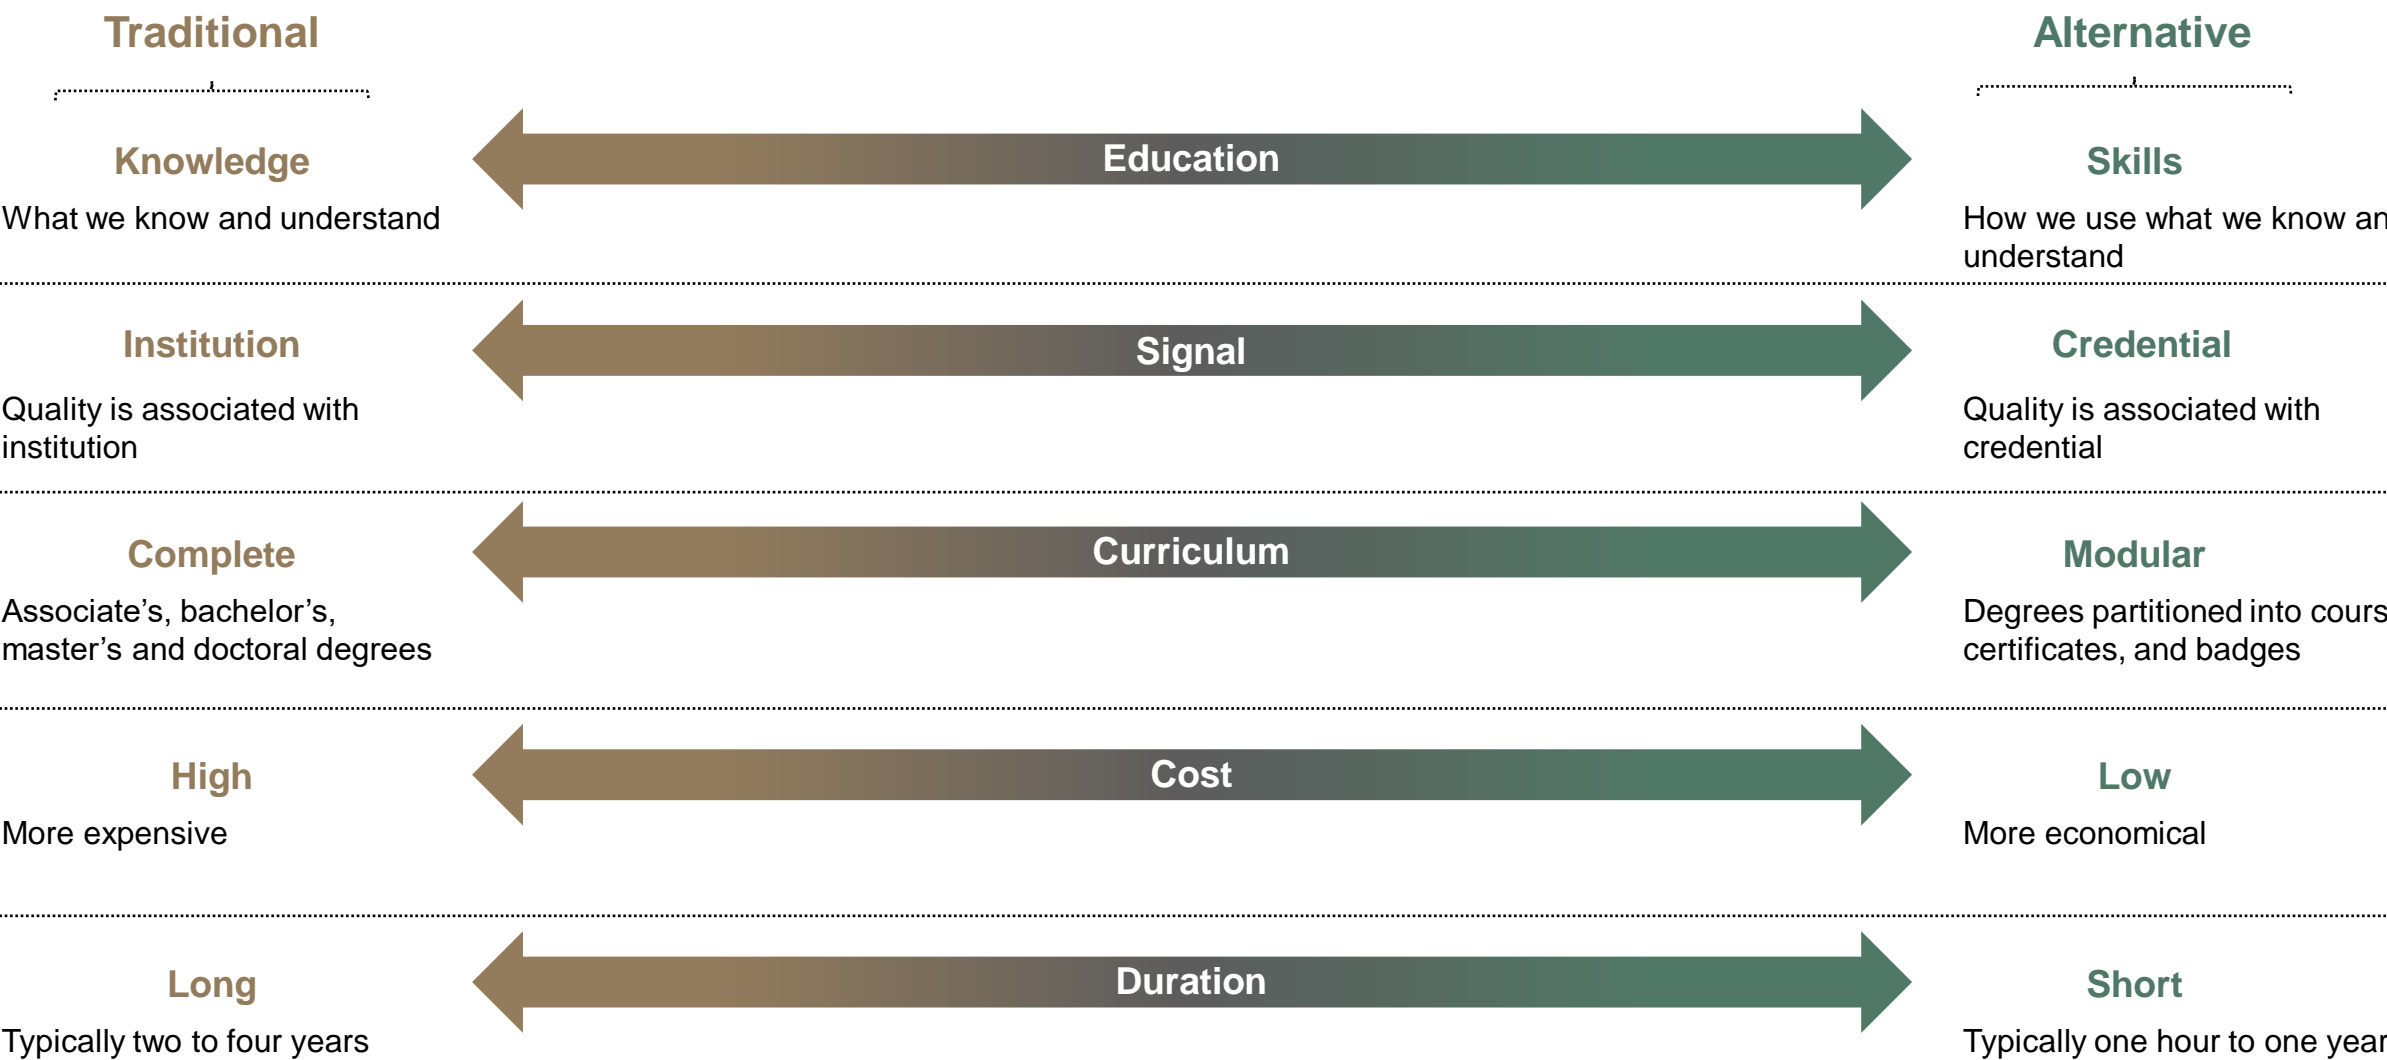 Traditional
Alternative
Knowledge
Education
Skills
What we know and understand
How we use what we know an
understand
Institution
Signal
Credential
Quality is associated with
institution
Quality is associated with
credential
Complete
Curriculum
Modular
Associate’s, bachelor’s,
master’s and doctoral degrees
Degrees partitioned into cours
certificates, and badges
High
Cost
Low
More expensive
More economical
Long
Duration
Short
Typically two to four years
Typically one hour to one year